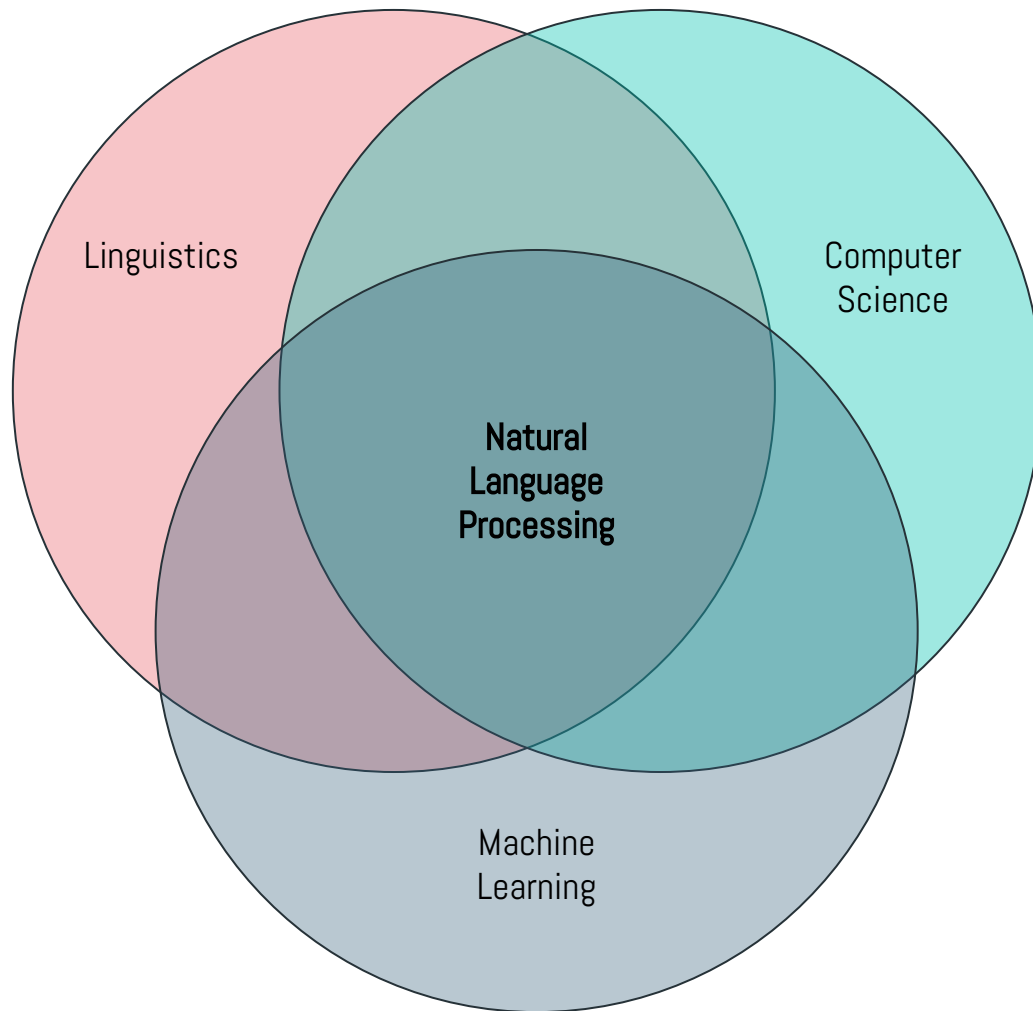 Linguistics
Computer
Science
Natural
Language
Processing
Machine
Learning